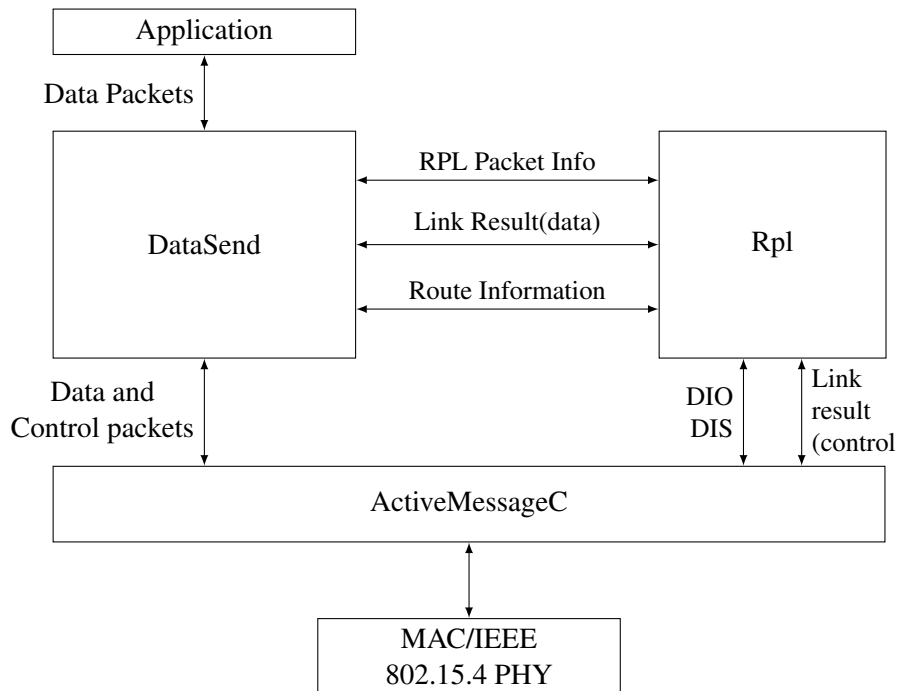 Application
Data Packets
RPL Packet Info
Link Result(data)
Route Information
DataSend
Rpl
Data and
Control packets
DIO
DIS
Link
result
(control
ActiveMessageC
MAC/IEEE
802.15.4 PHY